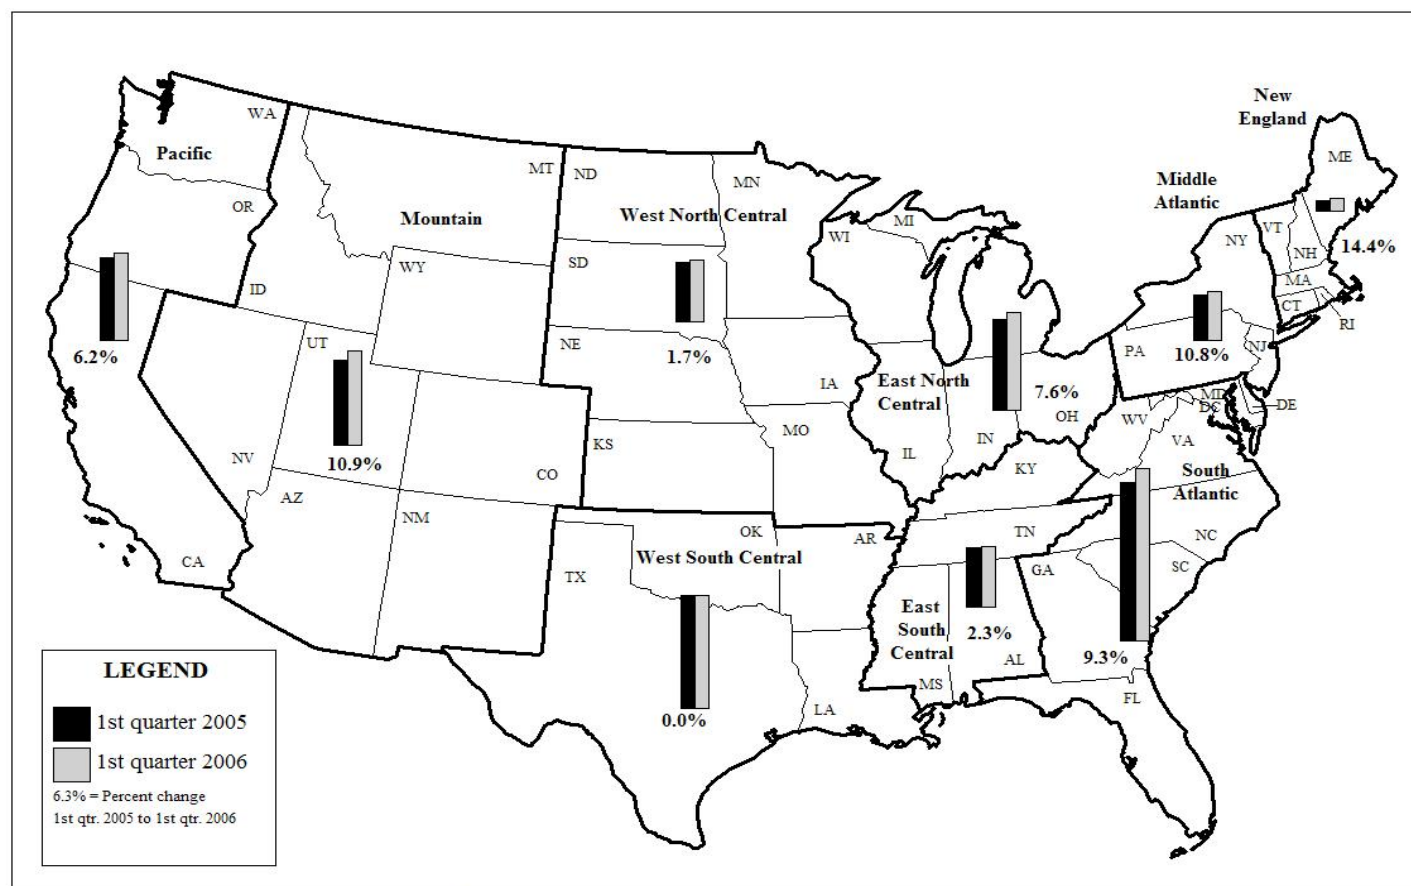 New
England
ME
WA
Pacific
MT
ND
MN
Middle
Atlantic
OR
Mountain
West North Central
MI
WI
NY
VT
NH
14.4%
WY
SD
MA
ID
CT
RI
6.2%
UT
NE
1.7%
PA
10.8%
NJ
IA
East North
Central
7.6%
OH
MD
DC
DE
WV
MO
KS
VA
NV
10.9%
IL
IN
KY
South
Atlantic
CO
AZ
NM
OK
AR
TN
NC
West South Central
CA
TX
GA
SC
East
South
Central
2.3%
9.3%
AL
MS
FL
LA
0.0%
LEGEND
1st quarter 2005
1st quarter 2006
6.3% = Percent change
1st qtr. 2005 to 1st qtr. 2006